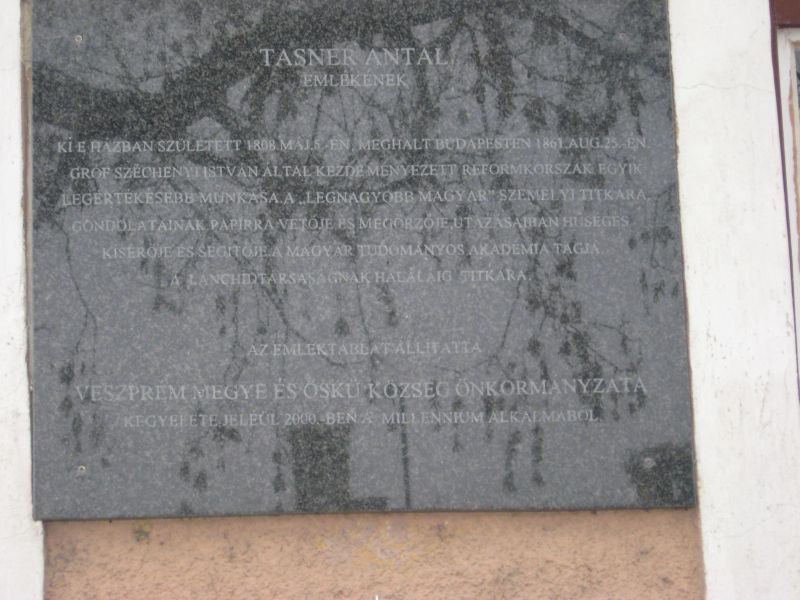 TASNER ANTAL
EMLÉKÉNEK
KI E HÁZBAN SZÜLETETT 1808.MÁJ.5.-ÉN, MEGHALT BUDAPESTEN 1861.AUG.25.-ÉN.
GRÓF SZÉCHENYI ISTVÁN ÁLTAL KEZDEMÉNYEZETT REFORMKORSZAK EGYIK
LEGÉRTÉKESEBB MUNKÁSA.A „LEGNAGYOBB MAGYAR" SZEMÉLYI TITKÁRA,
GONDOLATAINAK PAPÍRRA VETŐJE ÉS MEGŐRZŐJE,UTAZÁSAIBAN HŰSÉGES
KÍSÉRŐJE ÉS SEGÍTŐJE.A MAGYAR TUDOMÁNYOS AKADÉMIA TAGJA.
A LÁNCHÍDTÁRSASÁGNAK HALÁLÁIG TITKÁRA.
AZ EMLÉKTÁBLÁT ÁLLÍTATTA
VESZPRÉM MEGYE ÉS ÖSKÜ KÖZSÉG ÖNKORMÁNYZATA
KEGYELETE JELÉÜL 2000.-BEN A MILLENNIUM ALKALMÁBÓL.